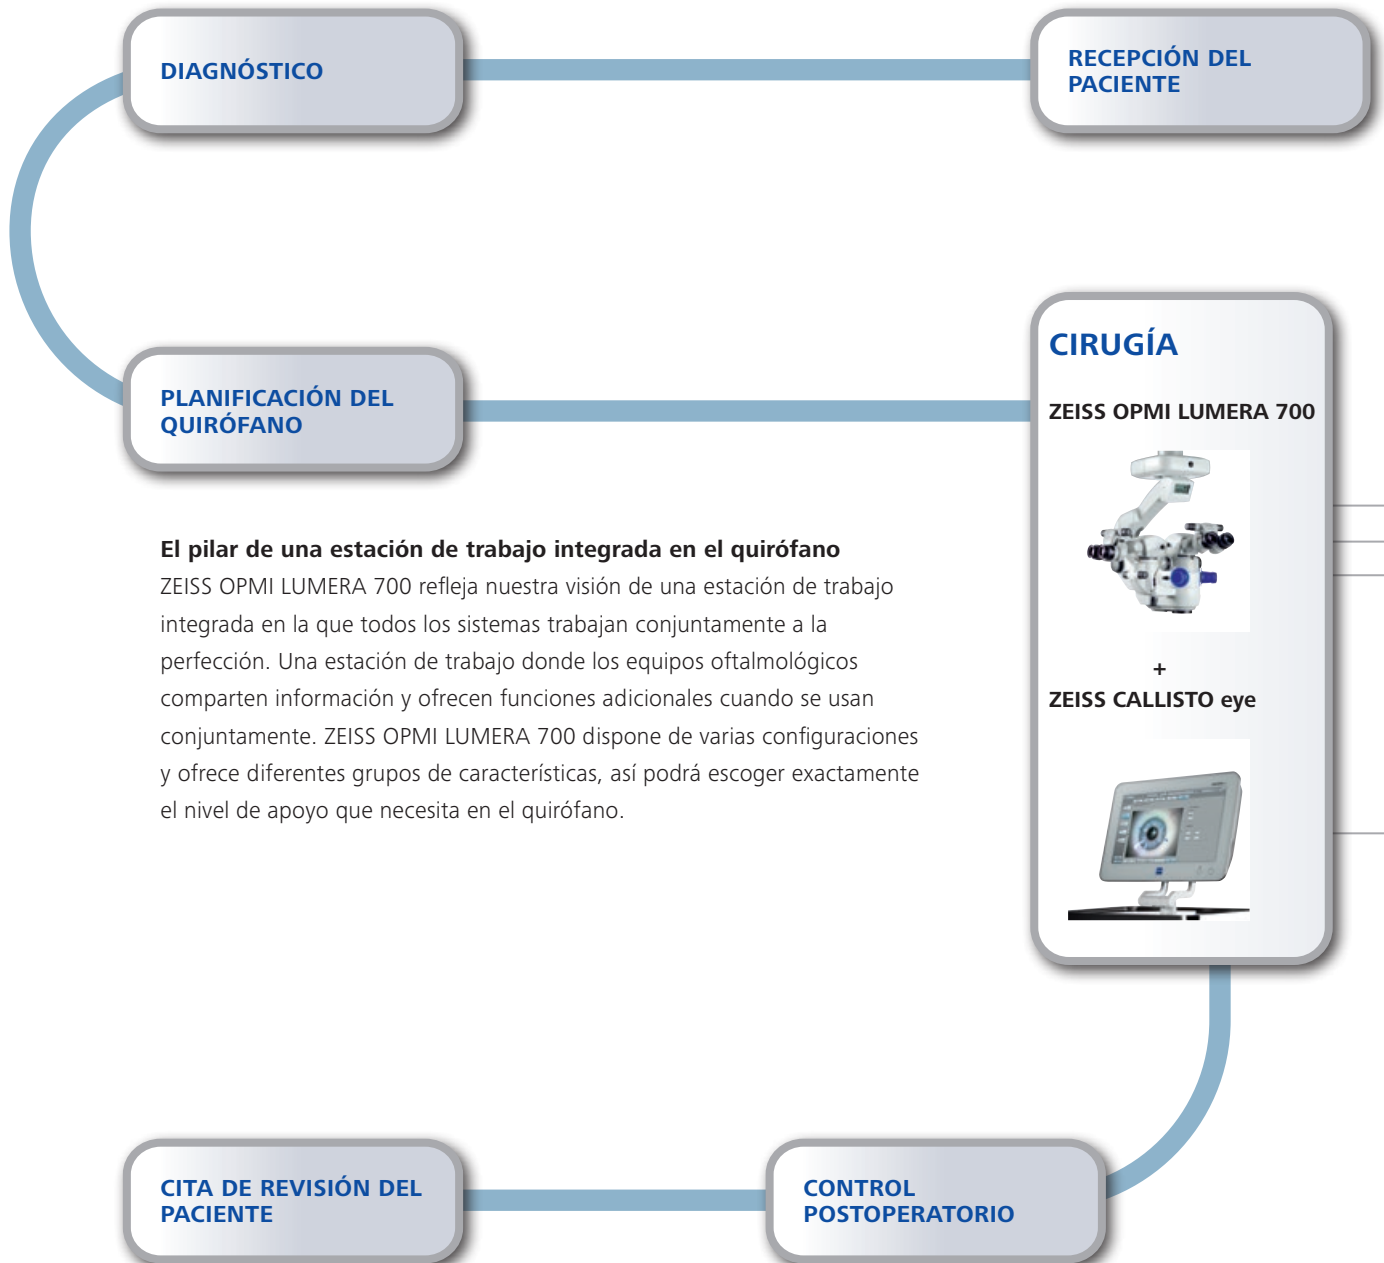 DIAGNÓSTICO
RECEPCIÓN DEL
PACIENTE
PLANIFICACIÓN DEL
QUIRÓFANO
CIRUGÍA
ZEISS OPMI LUMERA 700
+
ZEISS CALLISTO eye
El pilar de una estación de trabajo integrada en el quirófano
ZEISS OPMI LUMERA 700 refleja nuestra visión de una estación de trabajo
integrada en la que todos los sistemas trabajan conjuntamente a la
perfección. Una estación de trabajo donde los equipos oftalmológicos
comparten información y ofrecen funciones adicionales cuando se usan
conjuntamente. ZEISS OPMI LUMERA 700 dispone de varias configuraciones
y ofrece diferentes grupos de características, así podrá escoger exactamente
el nivel de apoyo que necesita en el quirófano.
CITA DE REVISIÓN DEL
PACIENTE
CONTROL
POSTOPERATORIO